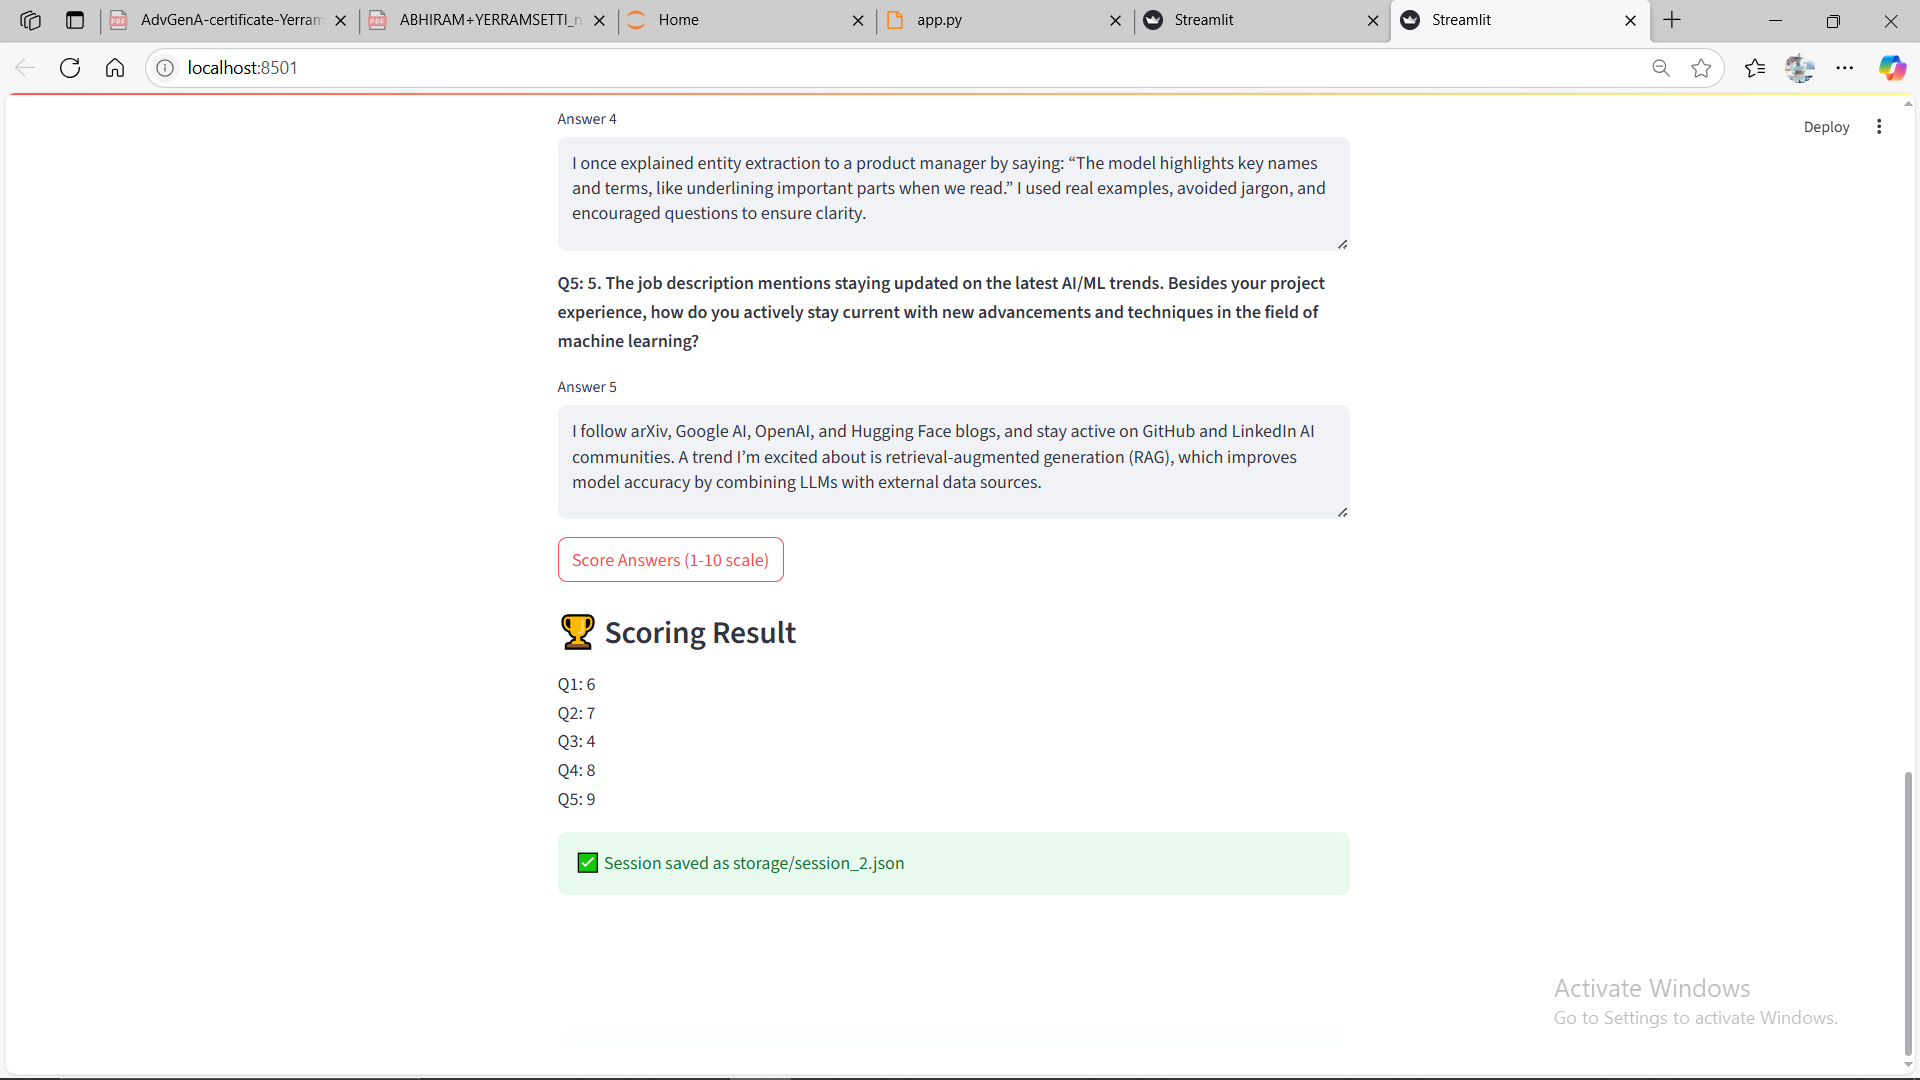 AdvGenA-certificate-Yerram
ABHIRAM+YERRAMSETTI_r
Home
app.py
Streamlit
Streamlit
localhost:8501
Deploy
Answer 4
I once explained entity extraction to a product manager by saying: “The model highlights key names
and terms, like underlining important parts when we read.” I used real examples, avoided jargon, and
encouraged questions to ensure clarity.
Q5: 5. The job description mentions staying updated on the latest AI/ML trends. Besides your project
experience, how do you actively stay current with new advancements and techniques in the field of
machine learning?
Answer 5
I follow arXiv, Google AI, OpenAI, and Hugging Face blogs, and stay active on GitHub and LinkedIn AI
communities. A trend I’m excited about is retrieval-augmented generation (RAG), which improves
model accuracy by combining LLMs with external data sources.
Score Answers (1-10 scale)
🏆 Scoring Result
Q1: 6
Q2: 7
Q3: 4
Q4: 8
Q5: 9
✅ Session saved as storage/session_2.json
Activate Windows
Go to Settings to activate Windows.